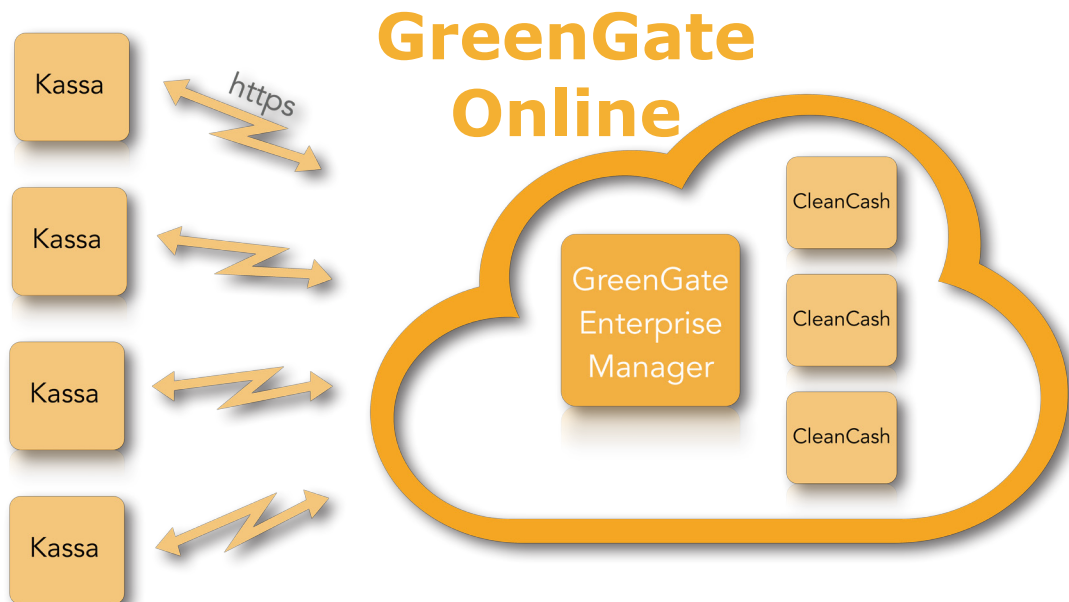 GreenGate
Online
Kassa
https
Kassa
Kassa
Kassa
GreenGate
Enterprise
Manager
CleanCash
CleanCash
CleanCash